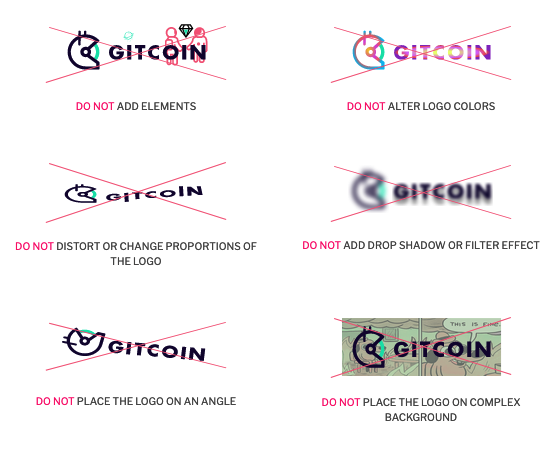 GITCOIN
DO NOT ADD ELEMENTS
GITCOIN
DO NOT ALTER LOGO COLORS
GITCOIN
DO NOT DISTORT OR CHANGE PROPORTIONS OF
THE LOGO
GITCOIN
DO NOT ADD DROP SHADOW OR FILTER EFFECT
GITCOIN
DO NOT PLACE THE LOGO ON AN ANGLE
THIS IS FINE.
GITCOIN
DO NOT PLACE THE LOGO ON COMPLEX
BACKGROUND